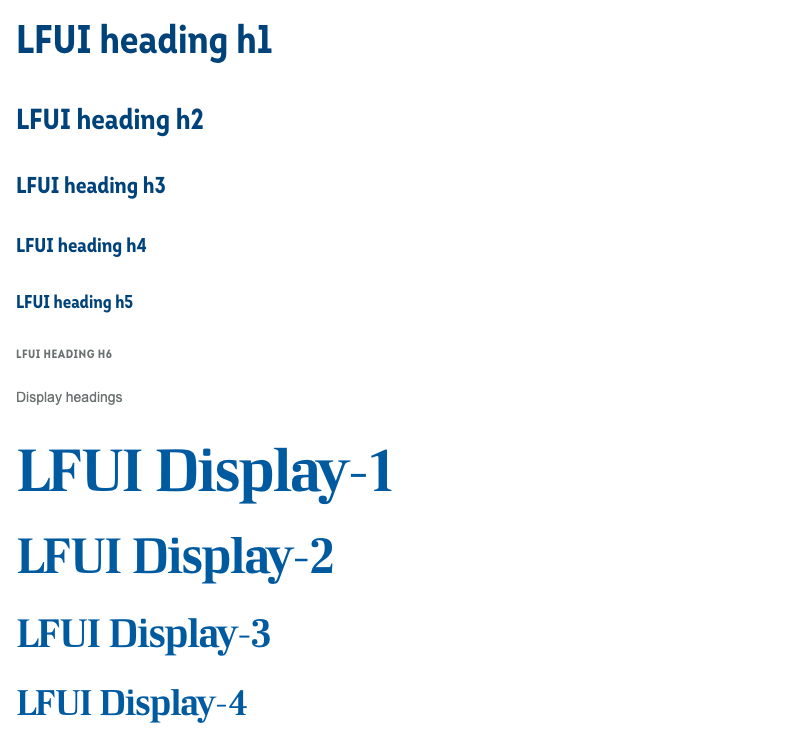 LFUI heading h1
LFUI heading h2
LFUI heading h3
LFUI heading h4
LFUI heading h5
LFUI HEADING H6
Display headings
LFUI Display-1
LFUI Display-2
LFUI Display-3
LFUI Display-4